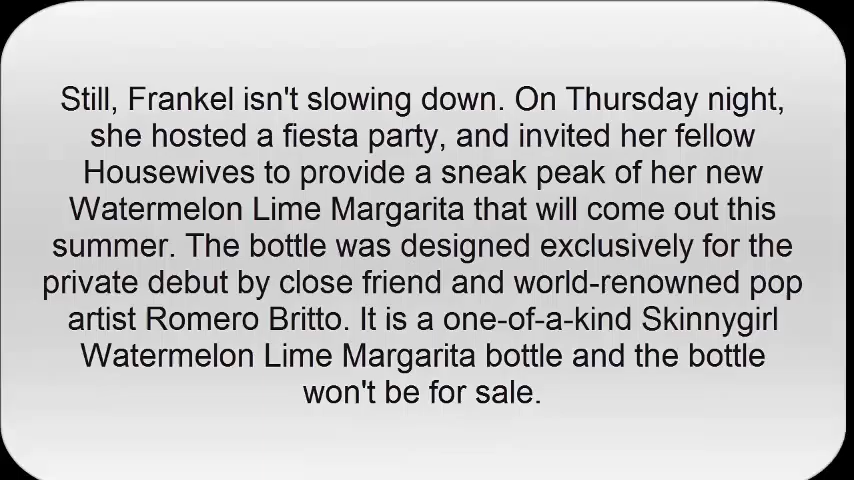 Still, Frankel isn't slowing down. On Thursday night,
she hosted a fiesta party, and invited her fellow
Housewives to provide a sneak peak of her new
Watermelon Lime Margarita that will come out this
summer. The bottle was designed exclusively for the
private debut by close friend and world-renowned pop
artist Romero Britto. It is a one-of-a-kind Skinnygirl
Watermelon Lime Margarita bottle and the bottle
won't be for sale.